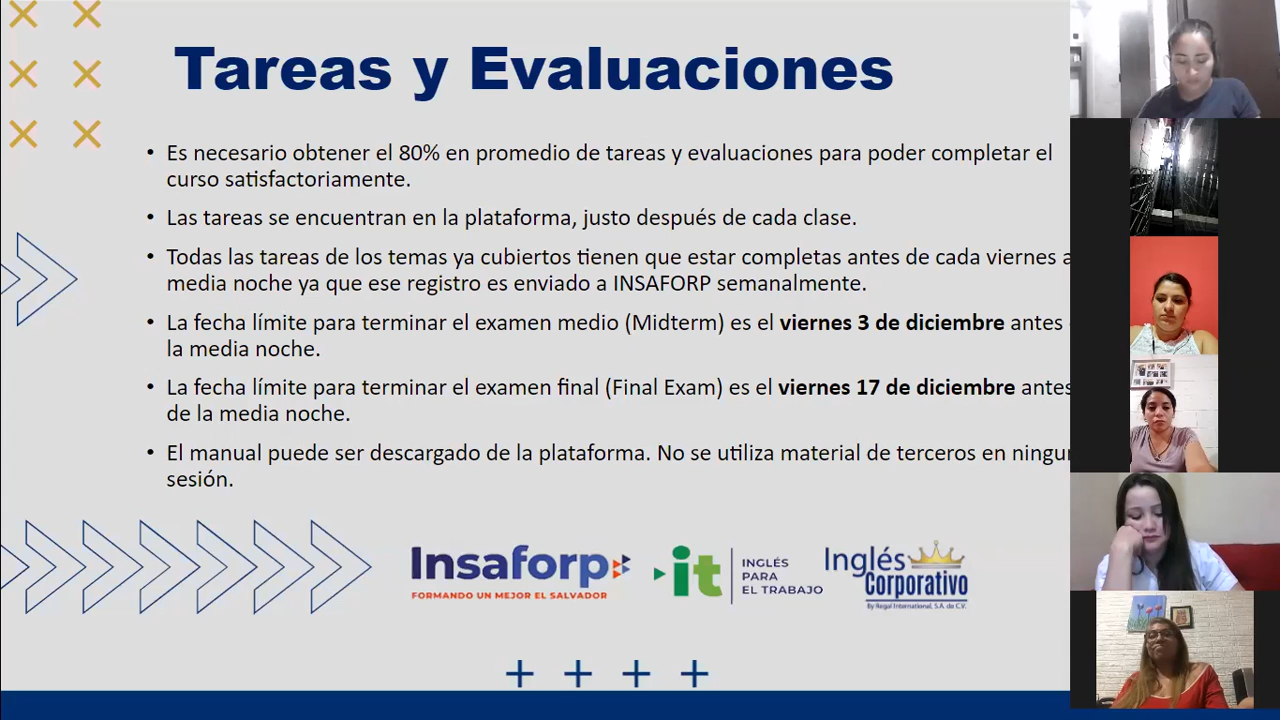 Tareas y Evaluaciones
• Es necesario obtener el 80% en promedio de tareas y evaluaciones para poder completar el
curso satisfactoriamente.
• Las tareas se encuentran en la plataforma, justo después de cada clase.
• Todas las tareas de los temas ya cubiertos tienen que estar completas antes de cada viernes a
media noche ya que ese registro es enviado a INSAFORP semanalmente.
• La fecha límite para terminar el examen medio (Midterm) es el viernes 3 de diciembre antes
la media noche.
• La fecha límite para terminar el examen final (Final Exam) es el viernes 17 de diciembre antes
de la media noche.
• El manual puede ser descargado de la plataforma. No se utiliza material de terceros en ningun
sesión.
Insaforp
FORMANDO UN MEJOR EL SALVADOR
it
INGLÉS
PARA
EL TRABAJO
Inglés
Corporativo
By Regal International, S.A. de C.V.